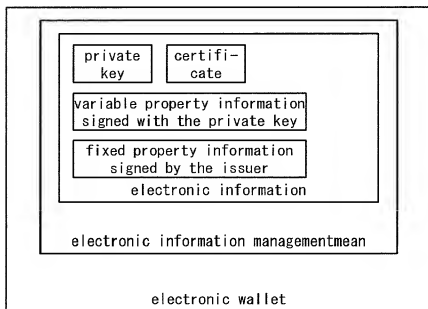 private certifi-
key cate
variable property information
signed with the private key
fixed property information
signed by the issuer
electronic information
electronic information managementmean
electronic wallet